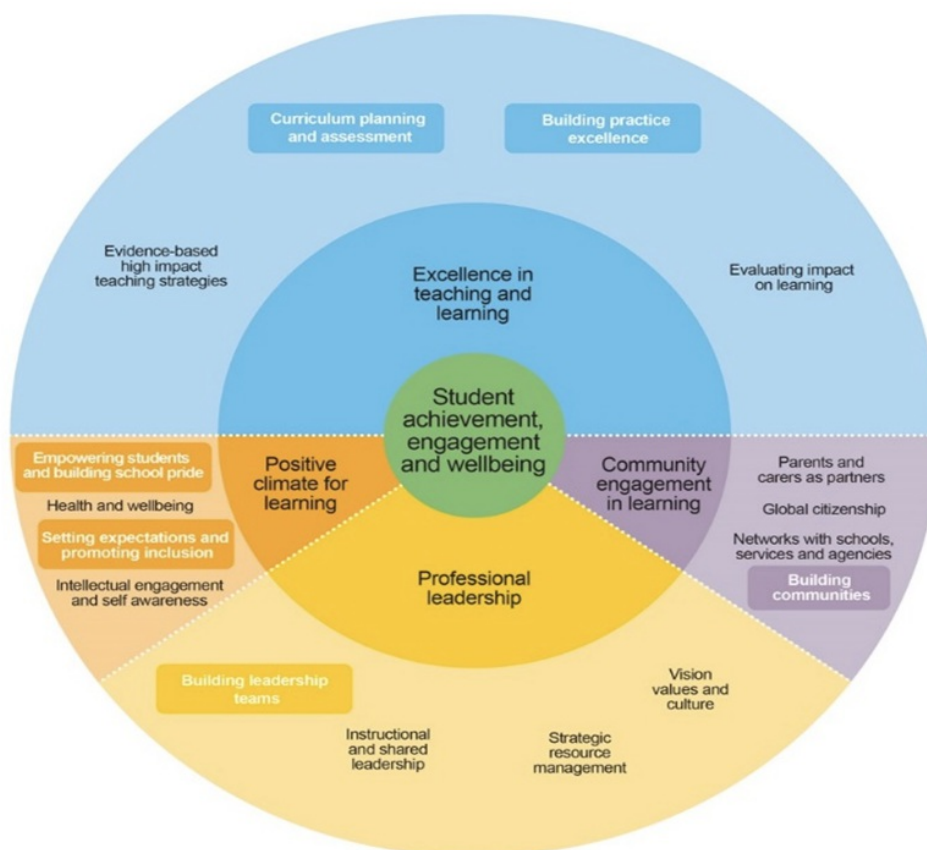 Curriculum planning
and assessment
Building practice
excellence
Evidence-based
high impact
teaching strategies
Excellence in
teaching and
learning
Evaluating impact
on learning
Student
achievement,
engagement
and wellbeing
Empowering students
and building school pride
Health and wellbeing
Setting expectations and
promoting inclusion
Intellectual engagement
and self awareness
Positive
climate for
learning
Community
engagement
in learning
Parents and
carers as partners
Global citizenship
Networks with schools,
services and agencies
Building
communities
Professional
leadership
Building leadership
teams
Instructional
and shared
leadership
Strategic
resource
management
Vision
values and
culture